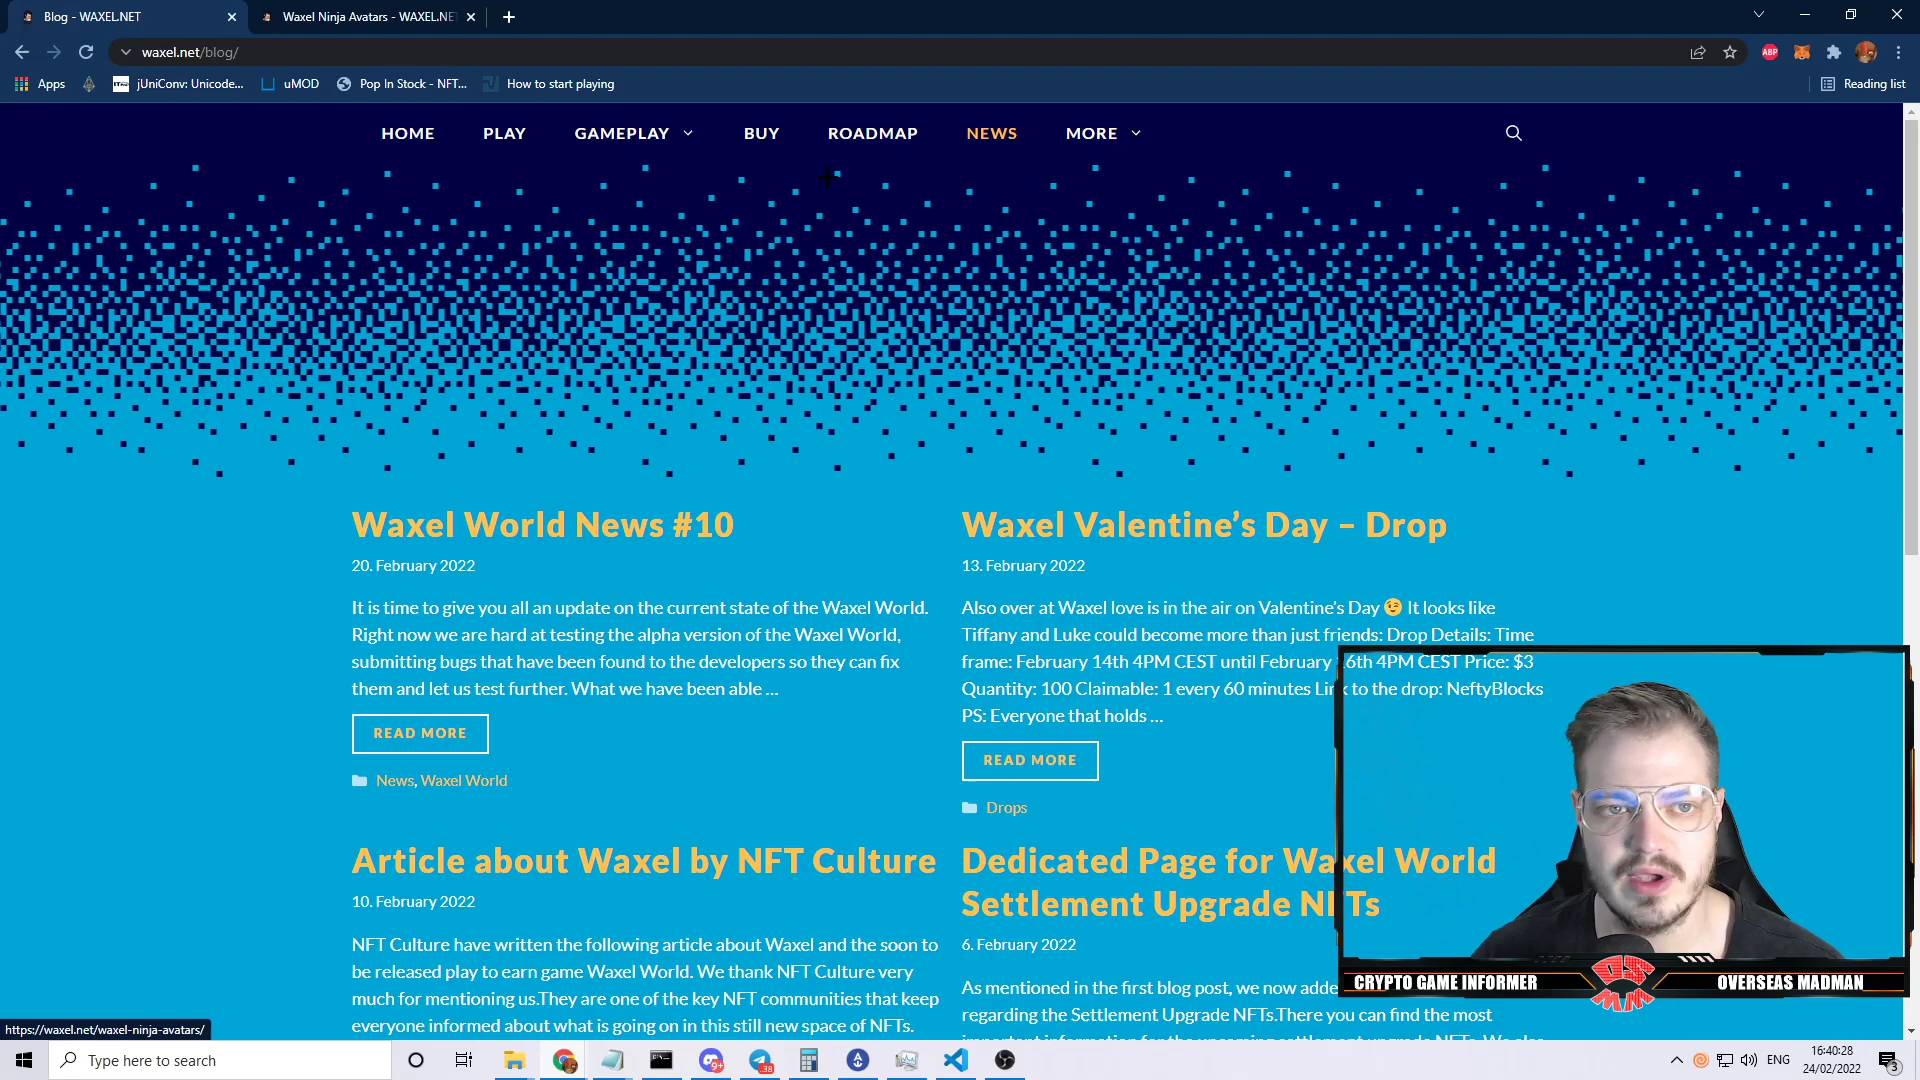 Blog - WAXEL.NET
Waxel Ninja Avatars - WAXEL.NET
waxel.net/blog/
ABP
Apps
jUniConv: Unicode...
uMOD
Pop In Stock - NFT...
How to start playing
Reading list
HOME
PLAY
GAMEPLAY
BUY
ROADMAP
NEWS
MORE
Waxel World News #10
20. February 2022
It is time to give you all an update on the current state of the Waxel World.
Right now we are hard at testing the alpha version of the Waxel World,
submitting bugs that have been found to the developers so they can fix
them and let us test further. What we have been able ...
READ MORE
News, Waxel World
Waxel Valentine’s Day – Drop
13. February 2022
Also over at Waxel love is in the air on Valentine’s Day 😉 It looks like
Tiffany and Luke could become more than just friends: Drop Details: Time
frame: February 14th 4PM CEST until February 16th 4PM CEST Price: $3
Quantity: 100 Claimable: 1 every 60 minutes Link to the drop: NeftyBlocks
PS: Everyone that holds ...
READ MORE
Drops
Article about Waxel by NFT Culture
10. February 2022
NFT Culture have written the following article about Waxel and the soon to
be released play to earn game Waxel World. We thank NFT Culture very
much for mentioning us.They are one of the key NFT communities that keep
everyone informed about what is going on in this still new space of NFTs.
Dedicated Page for Waxel World
Settlement Upgrade NFTs
6. February 2022
As mentioned in the first blog post, we now adde
regarding the Settlement Upgrade NFTs.There you can find the most
CRYPTO GAME INFORMER
OVERSEAS MADMAN
https://waxel.net/waxel-ninja-avatars/
Type here to search
9+
38
ENG
16:40:28
24/02/2022
3